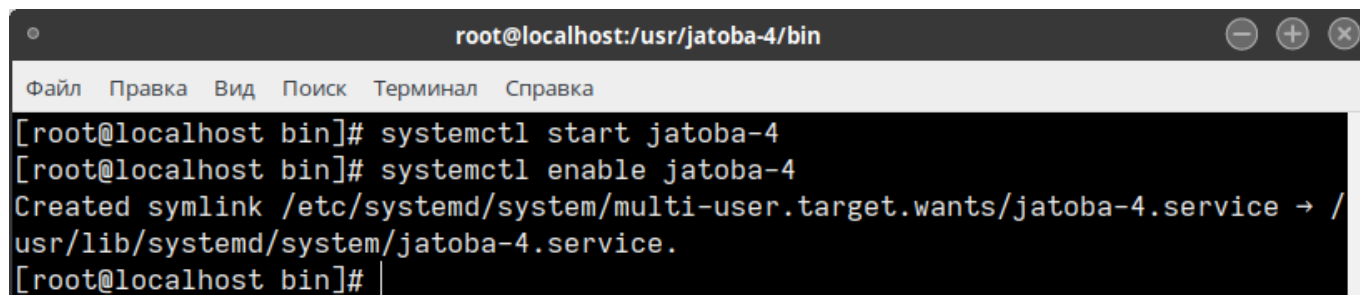 root@localhost:/usr/jatoba-4/bin
Файл Правка Вид Поиск Терминал Справка
[root@localhost bin]# systemctl start jatoba-4
[root@localhost bin]# systemctl enable jatoba-4
Created symlink /etc/systemd/system/multi-user.target.wants/jatoba-4.service → /
usr/lib/systemd/system/jatoba-4.service.
[root@localhost bin]#